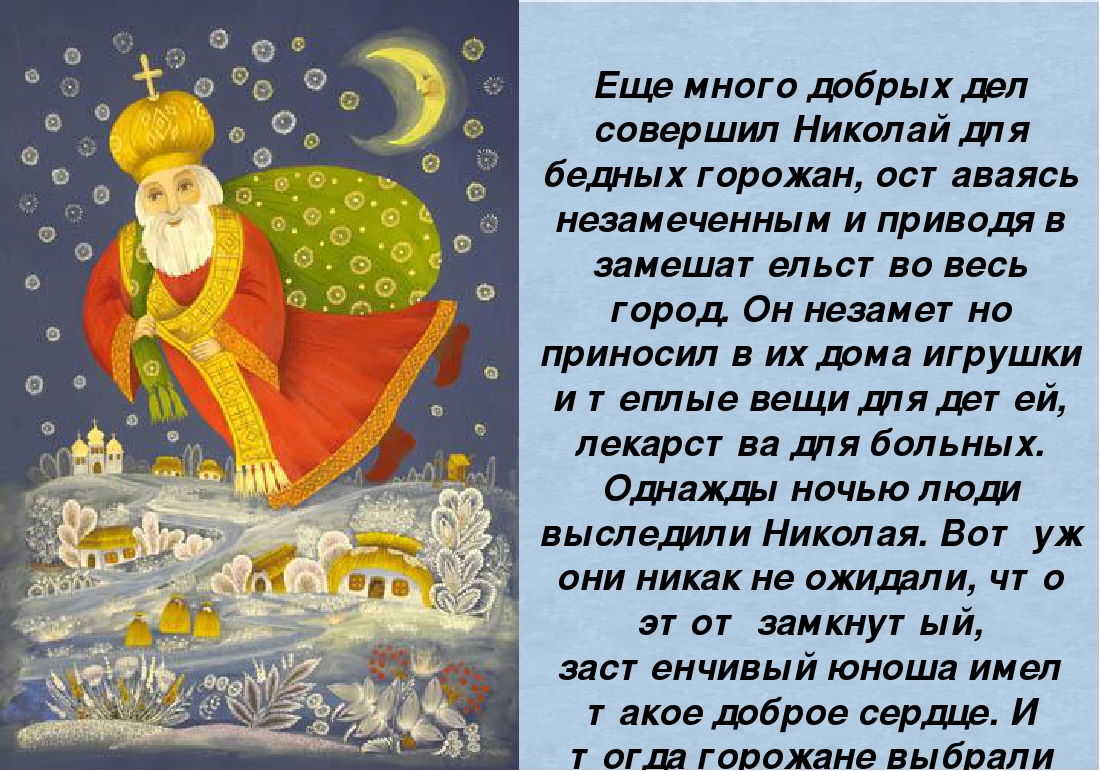 Еще много добрых дел
совершил Николай для
бедных горожан, оставаясь
незамеченным и приводя в
замешательство весь
город. Он незаметно
приносил в их дома игрушки
и теплые вещи для детей,
лекарства для больных.
Однажды ночью люди
выследили Николая. Вот уж
они никак не ожидали, что
этот замкнутый,
застенчивый юноша имел
такое доброе сердце. И
тогда горожане выбрали